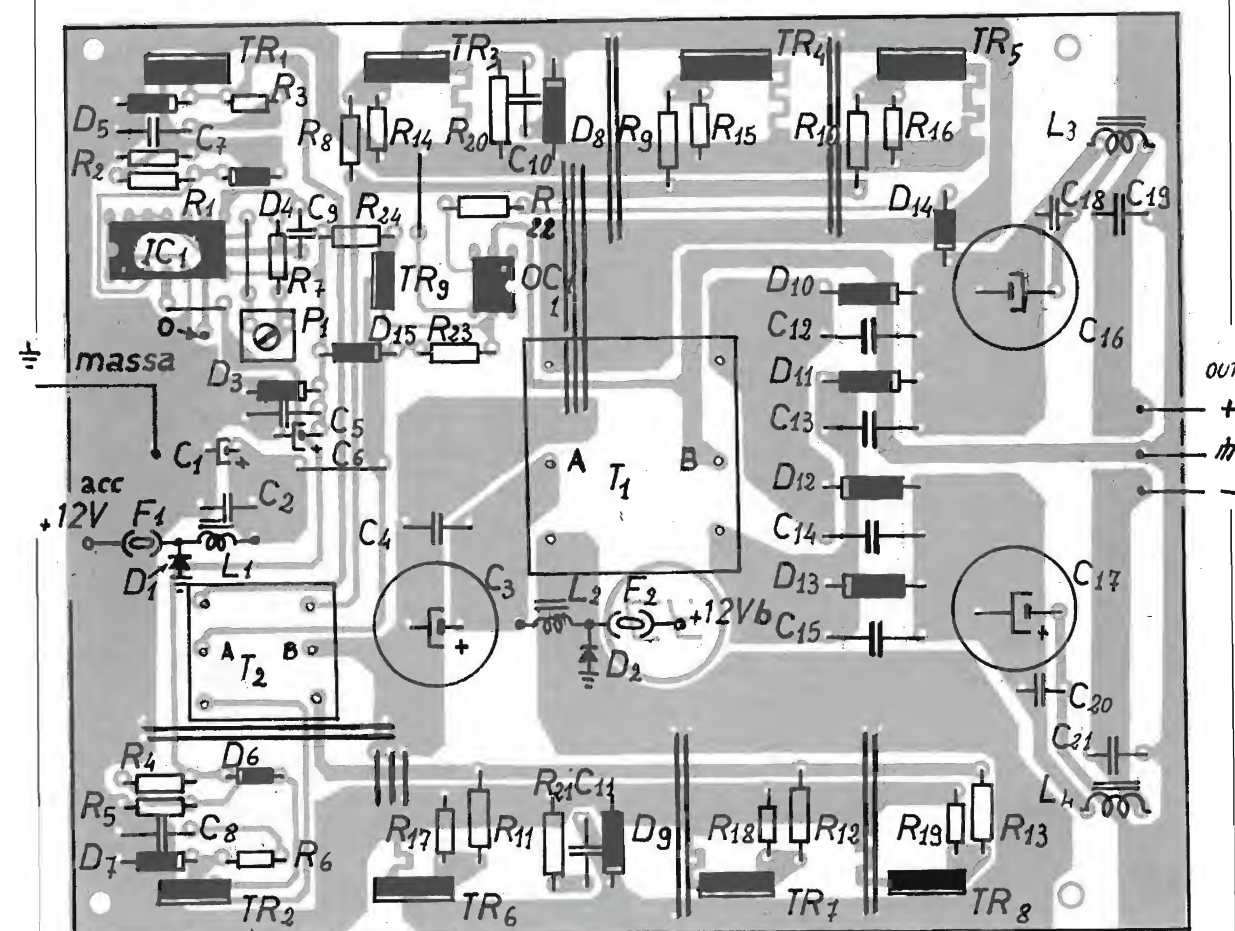 TR1 TR3 TR4 TR5
R3
D5 C7 R8 R14 R20 C10 D8 R9 R15 R10 R16 L3
R2
R1 D4 C9 R24 R22 D14 C18 C19
IC1 R7 TR9 OC1 D10
O P1 D15 R23 C12 C16
massa D3 D11 OUT
C5 C13 +
C1 C6 A T1 B
acc C2 D12 −
+12V F1 C4 C14
D1 L1 C3 L2 F2 +12Vb D13 C17
A T2 B D2 C15
C20
R4 D6 C21
R5 R21 C11 L4
C8 R17 R11 D9 R18 R12 R19 R13
D7 R6
TR2 TR6 TR7 TR8